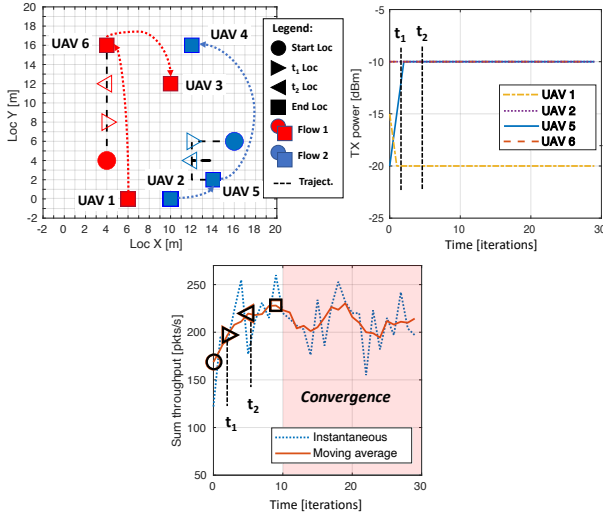 UAV 6
UAV 4
UAV 3
UAV 2
UAV 5
UAV 1
20
18
16
14
12
10
8
6
4
2
0
-2
-4 -2 0 2 4 6 8 10 12 14 16 18 20
Loc Y [m]
Loc X [m]
Legend:
Start Loc
t1 Loc
t2 Loc
End Loc
Flow 1
Flow 2
Traject.
t1 t2
-5
-10
-15
-20
-25
0 10 20 30
TX power [dBm]
Time [iterations]
UAV 1
UAV 2
UAV 5
UAV 6
250
200
150
100
50
0 10 20 30
Sum throughput [pkts/s]
Time [iterations]
t1
t2
Convergence
Instantaneous
Moving average